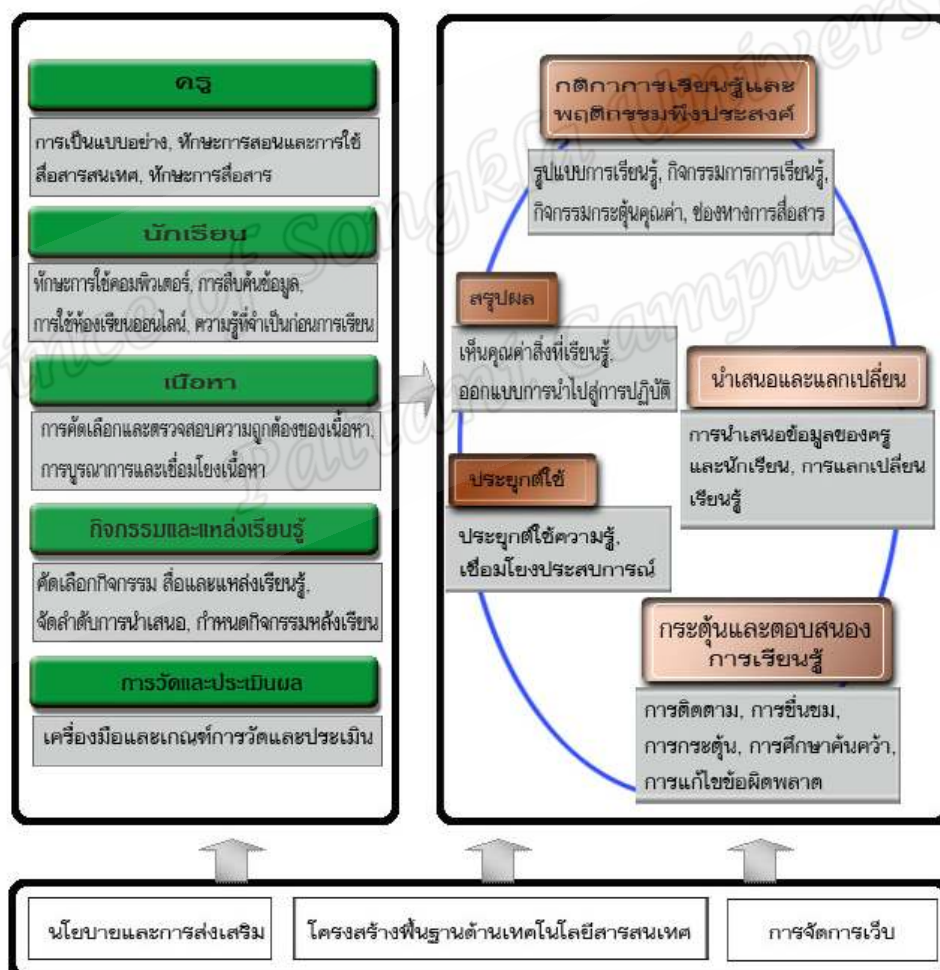 ครู
การเป็นแบบอย่าง, ทักษะการสอนและการใช้
สื่อสารสนเทศ, ทักษะการสื่อสาร
นักเรียน
ทักษะการใช้คอมพิวเตอร์, การสืบค้นข้อมูล,
การใช้ห้องเรียนออนไลน์, ความรู้ที่จำเป็นก่อนการเรียน
เนื้อหา
การคัดเลือกและตรวจสอบความถูกต้องของเนื้อหา,
การบูรณาการและเชื่อมโยงเนื้อหา
กิจกรรมและแหล่งเรียนรู้
คัดเลือกกิจกรรม สื่อและแหล่งเรียนรู้,
จัดลำดับการนำเสนอ, กำหนดกิจกรรมหลังเรียน
การวัดและประเมินผล
เครื่องมือและเกณฑ์การวัดและประเมิน
กติกาการเรียนรู้และ
พฤติกรรมพึงประสงค์
รูปแบบการเรียนรู้, กิจกรรมการการเรียนรู้,
กิจกรรมกระตุ้นคุณค่า, ช่องทางการสื่อสาร
นำเสนอและแลกเปลี่ยน
การนำเสนอข้อมูลของครู
และนักเรียน, การแลกเปลี่ยน
เรียนรู้
กระตุ้นและตอบสนอง
การเรียนรู้
การติดตาม, การชื่นชม,
การกระตุ้น, การศึกษาค้นคว้า,
การแก้ไขข้อผิดพลาด
ประยุกต์ใช้
ประยุกต์ใช้ความรู้,
เชื่อมโยงประสบการณ์
สรุปผล
เห็นคุณค่าสิ่งที่เรียนรู้,
ออกแบบการนำไปสู่การปฏิบัติ
นโยบายและการส่งเสริม
โครงสร้างพื้นฐานด้านเทคโนโลยีสารสนเทศ
การจัดการเว็บ
ince of Songkla Univers
Pattani Campus